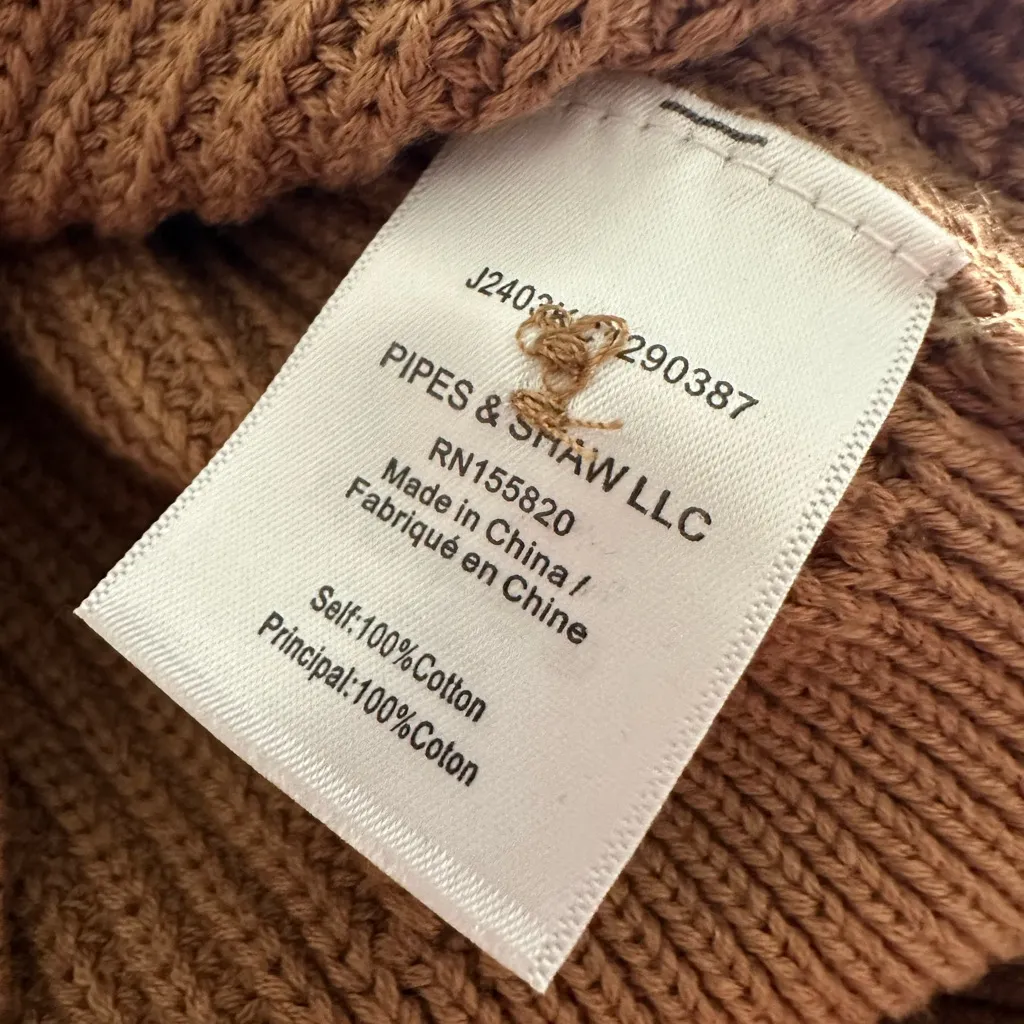 PIPES & SHAW LLC
RN155820
Made in China /
Fabriqué en Chine
Self:100%Cotton
Principal:100%Coton